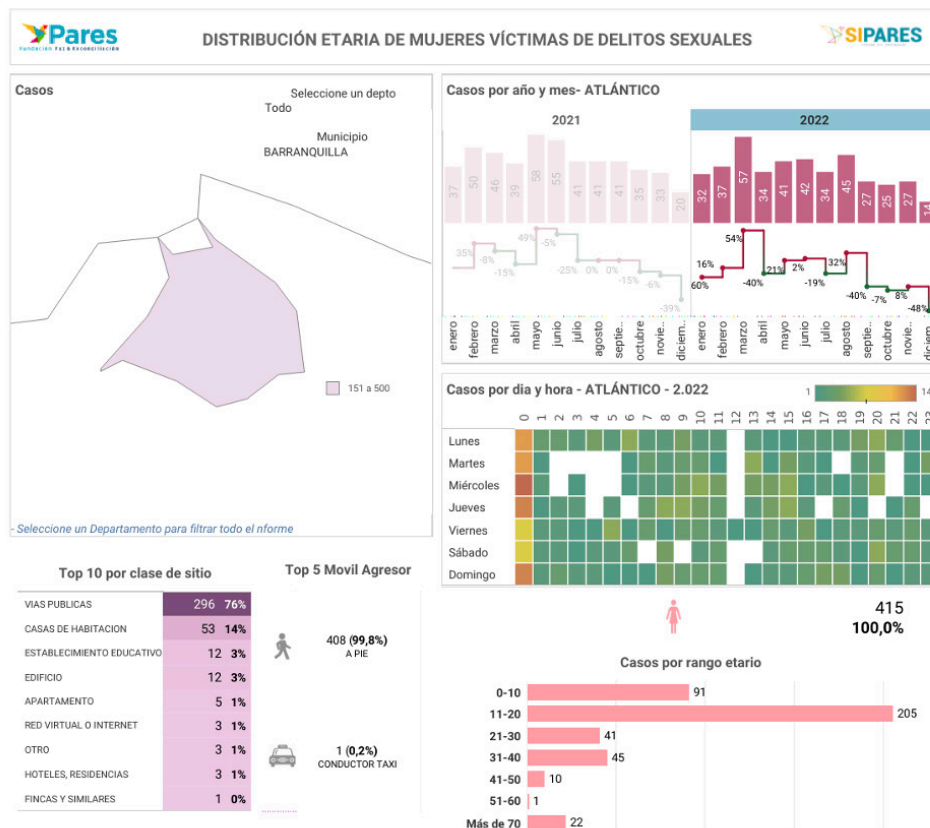 Pares
Fundación Paz & Reconciliación
DISTRIBUCIÓN ETARIA DE MUJERES VÍCTIMAS DE DELITOS SEXUALES
SIPARES
Casos
Seleccione un depto
Todo
Municipio
BARRANQUILLA
151 a 500
- Seleccione un Departamento para filtrar todo el nforme
Casos por año y mes- ATLÁNTICO
2021
2022
37 50 46 39 58 55 41 41 41 35 33 20
32 37 57 34 41 42 34 45 27 25 27 14
35% -8% -15% 49% -5% -25% 0% 0% -15% -6% -39%
60% 16% 54% -40% 21% 2% -19% 32% -40% -7% 8% -48%
enero febrero marzo abril mayo junio julio agosto septie.. octubre novie.. diciem..
enero febrero marzo abril mayo junio julio agosto septie.. octubre novie.. diciem
Casos por dia y hora - ATLÁNTICO - 2.022
1 14
0 1 2 3 4 5 6 7 8 9 10 11 12 13 14 15 16 17 18 19 20 21 22 23
Lunes
Martes
Miércoles
Jueves
Viernes
Sábado
Domingo
Top 10 por clase de sitio
VIAS PUBLICAS 296 76%
CASAS DE HABITACION 53 14%
ESTABLECIMIENTO EDUCATIVO 12 3%
EDIFICIO 12 3%
APARTAMENTO 5 1%
RED VIRTUAL O INTERNET 3 1%
OTRO 3 1%
HOTELES, RESIDENCIAS 3 1%
FINCAS Y SIMILARES 1 0%
Top 5 Movil Agresor
408 (99,8%)
A PIE
1 (0,2%)
CONDUCTOR TAXI
415
100,0%
Casos por rango etario
0-10 91
11-20 205
21-30 41
31-40 45
41-50 10
51-60 1
Más de 70 22